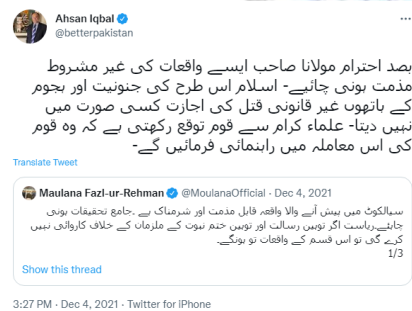 Ahsan Iqbal
@betterpakistan
بصد احترام مولانا صاحب ایسے واقعات کی غیر مشروط
مذمت ہونی چائیے- اسلام اس طرح کی جنونیت اور ہجوم
کے ہاتھوں غیر قانونی قتل کی اجازت کسی صورت میں
نہیں دیتا- علماء کرام سے قوم توقع رکھتی ہے کہ وہ قوم
کی اس معاملہ میں راہنمائی فرمائیں گے-
Translate Tweet
Maulana Fazl-ur-Rehman @MoulanaOfficial · Dec 4, 2021
سیالکوٹ میں پیش آنے والا واقعہ قابل مذمت اور شرمناک ہے ۔جامع تحقیقات ہونی
چاہئے۔ریاست اگر توہین رسالت اور توہین ختم نبوت کے ملزمان کے خلاف کاروائی نہیں
کرے گی تو اس قسم کے واقعات تو ہونگے۔
1/3
Show this thread
3:27 PM · Dec 4, 2021 · Twitter for iPhone